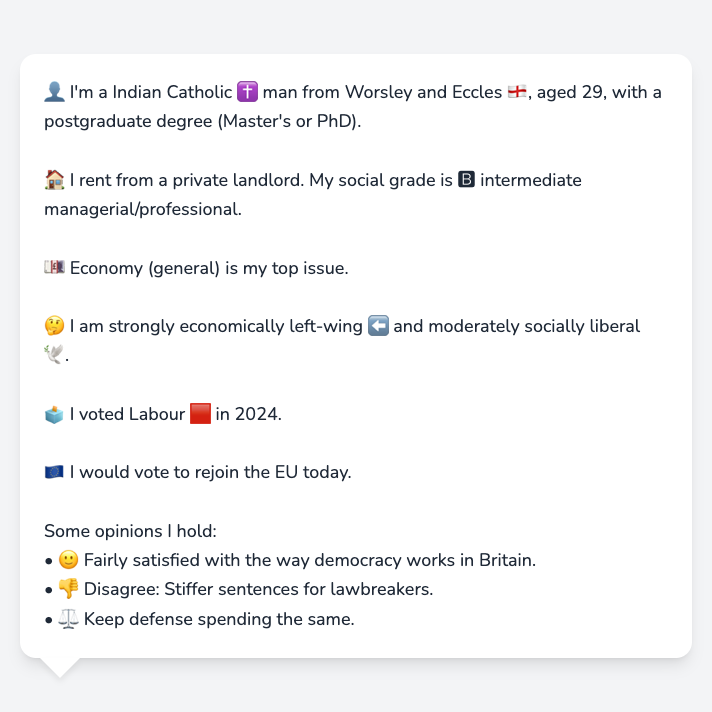 👤 I'm a Indian Catholic ✝️ man from Worsley and Eccles 🏴󠁧󠁢󠁥󠁮󠁧󠁿, aged 29, with a
postgraduate degree (Master's or PhD).
🏠 I rent from a private landlord. My social grade is 🅱 intermediate
managerial/professional.
💷 Economy (general) is my top issue.
🤔 I am strongly economically left-wing ⬅️ and moderately socially liberal
🕊️.
🗳️ I voted Labour 🟥 in 2024.
🇪🇺 I would vote to rejoin the EU today.
Some opinions I hold:
• 🙂 Fairly satisfied with the way democracy works in Britain.
• 👎 Disagree: Stiffer sentences for lawbreakers.
• ⚖️ Keep defense spending the same.